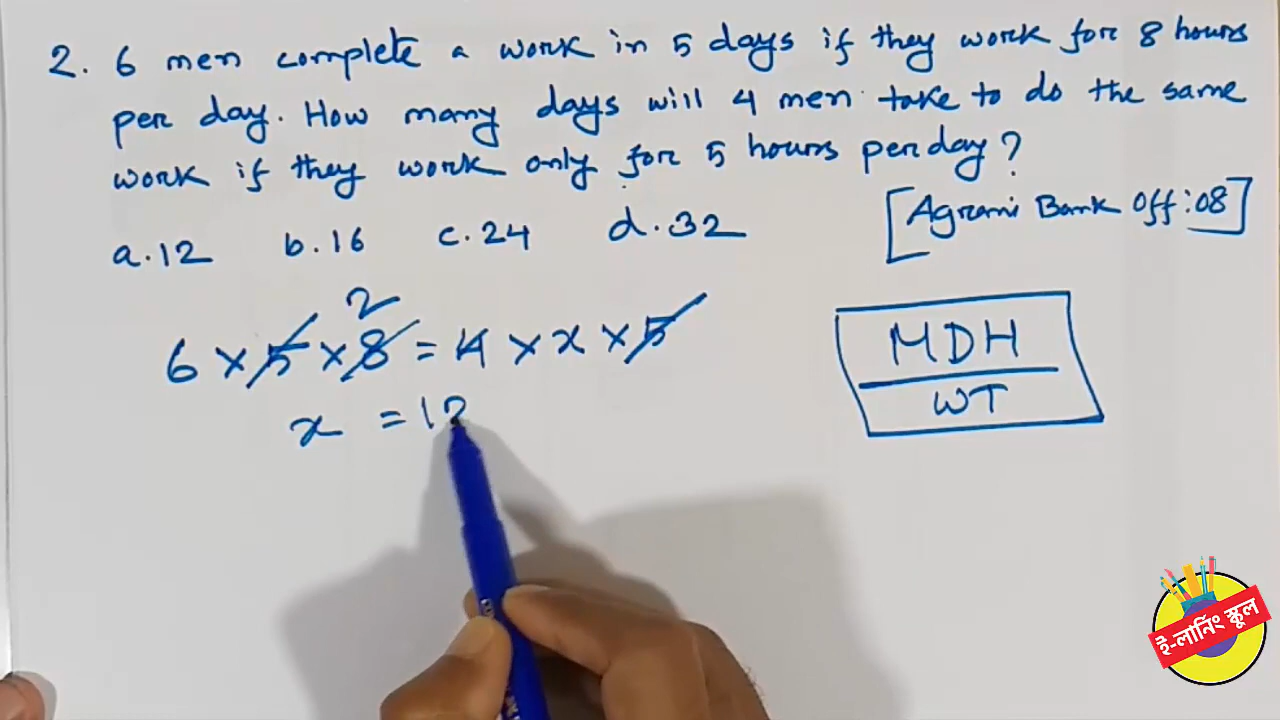 2. 6 men complete a work in 5 days if they work for 8 hours
per day. How many days will 4 men take to do the same
work if they work only for 5 hours per day?
[Agrani Bank Off:08]
a.12 b.16 c.24 d.32
2
6 × 5 × 8 = 4 × x × 5
x = 12
MDH
WT
ই-লার্নিং স্কুল